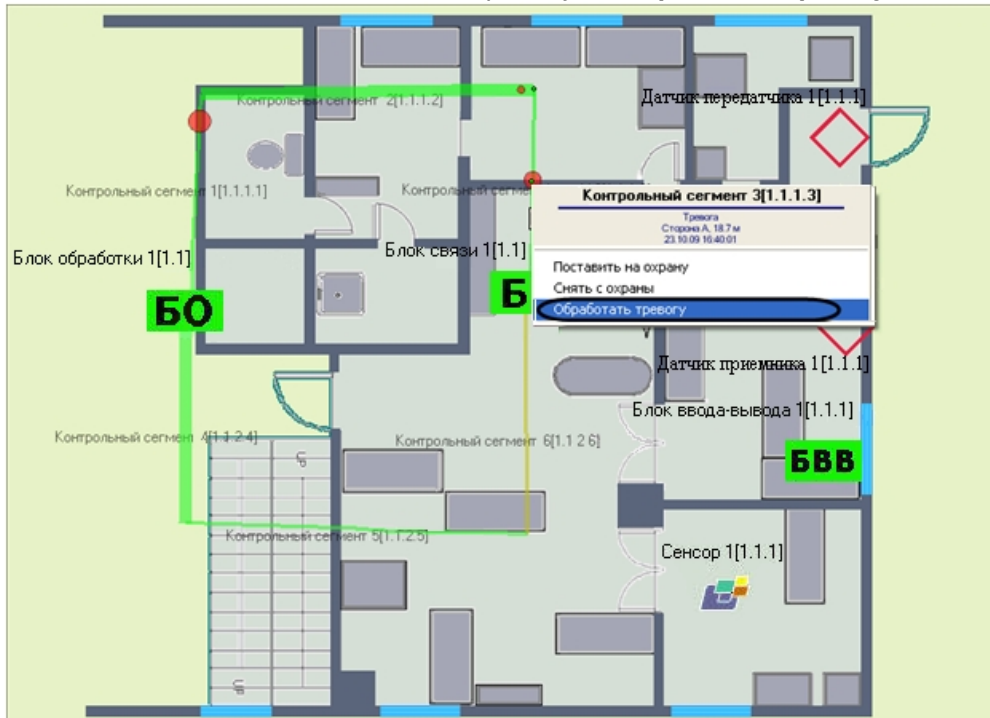 Контрольный сегмент 2[1.1.1.2]
Датчик передатчика 1[1.1.1]
Контрольный сегмент 1[1.1.1.1]
Контрольный
Контрольный сегмент 3[1.1.1.3]
Тревога
Сторона А, 18.7 м
23.10.09 16:40:01
Поставить на охрану
Снять с охраны
Обработать тревогу
Блок обработки 1[1.1]
Блок связи 1[1.1]
БО
Б
Датчик приемника 1[1.1.1]
Блок ввода-вывода 1[1.1.1]
Контрольный сегмент 4[1.1.2.4]
Контрольный сегмент 6[1.1 2 6]
БВВ
Контрольный сегмент 5[1.1.2.5]
Сенсор 1[1.1.1]
UP
UP